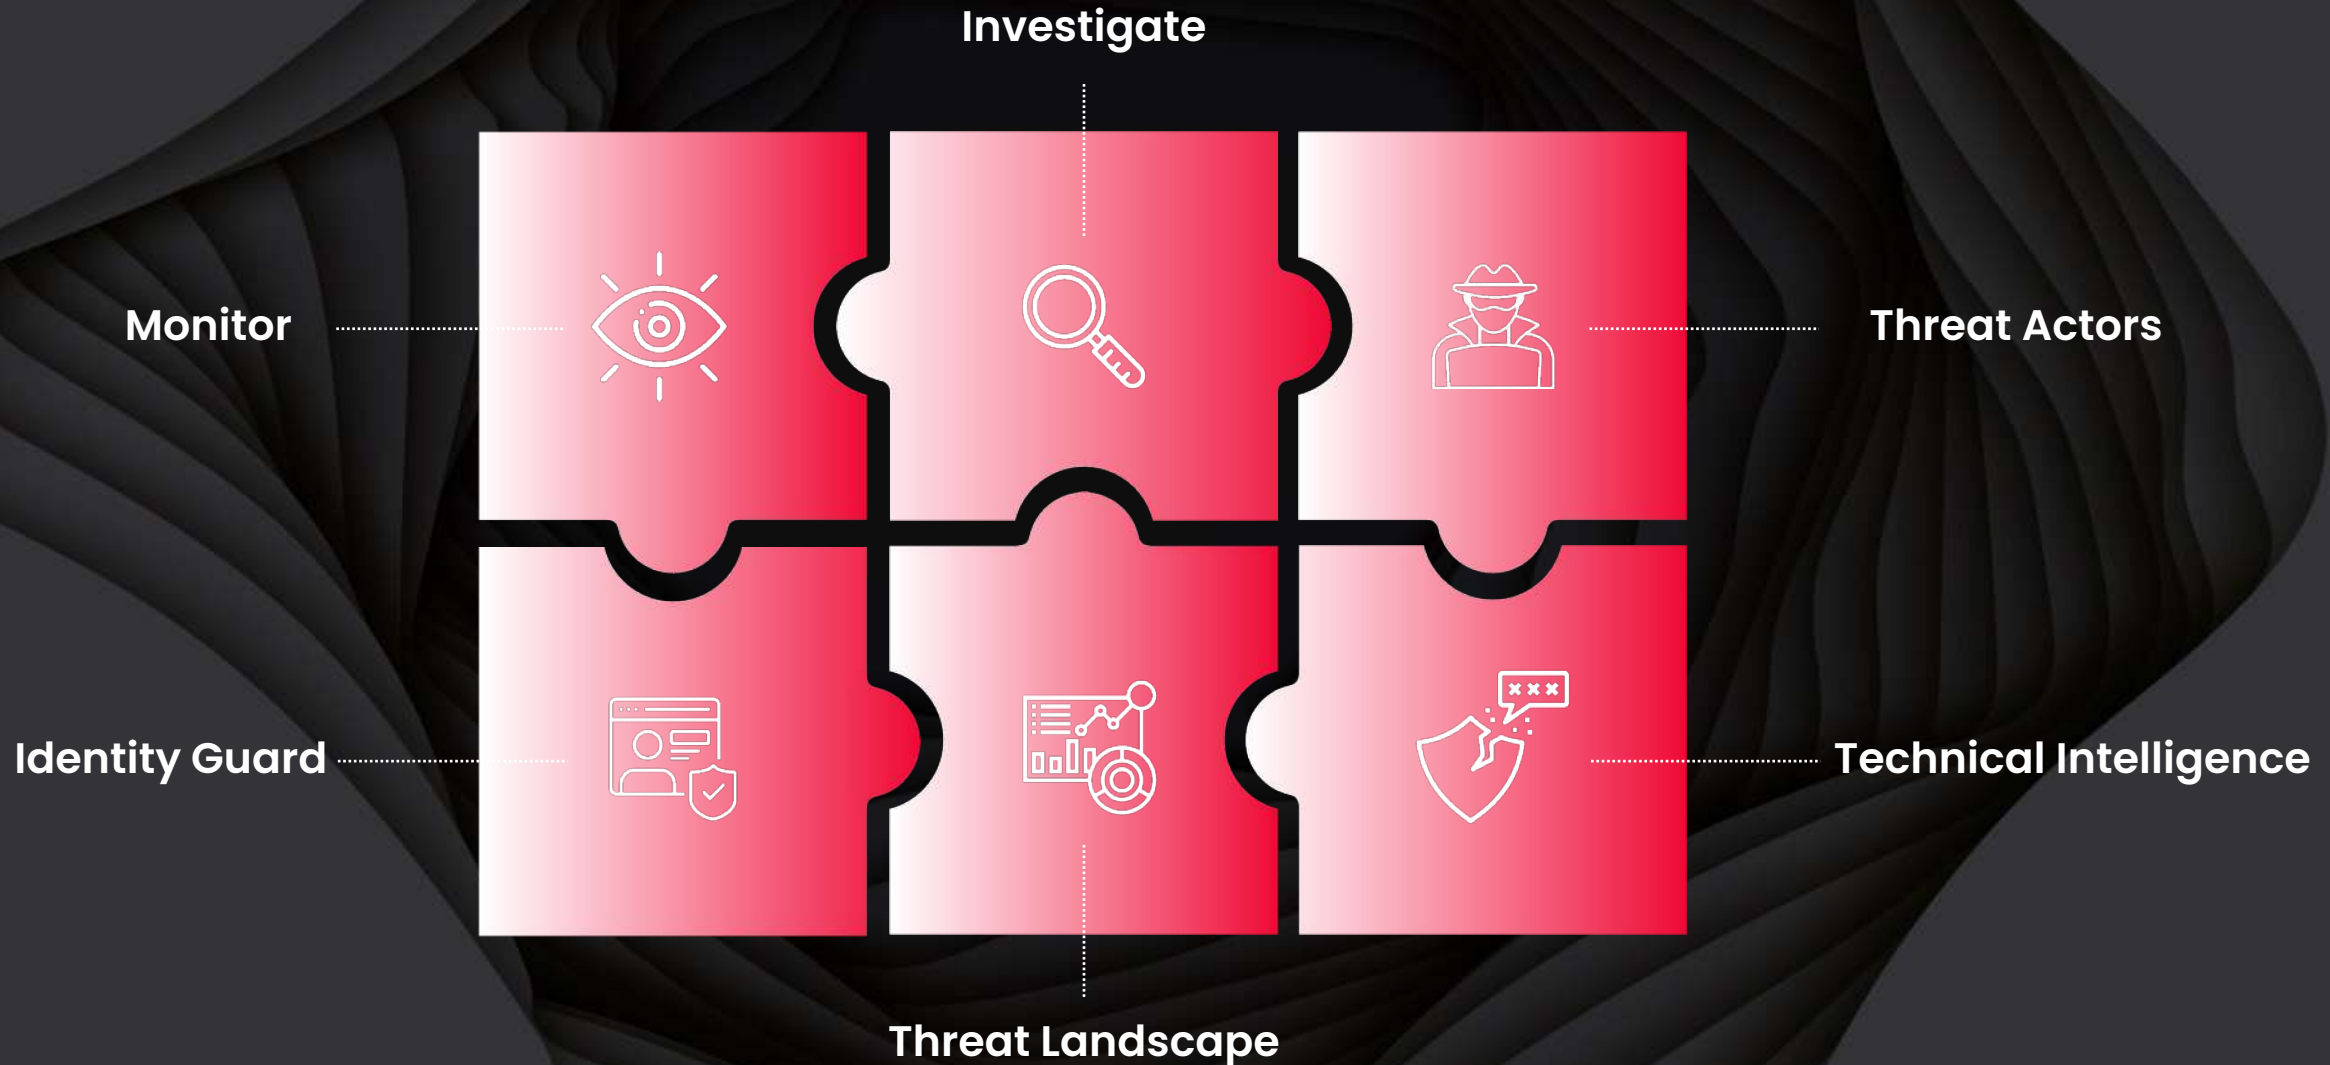 Investigate
Monitor
Threat Actors
Identity Guard
Technical Intelligence
Threat Landscape